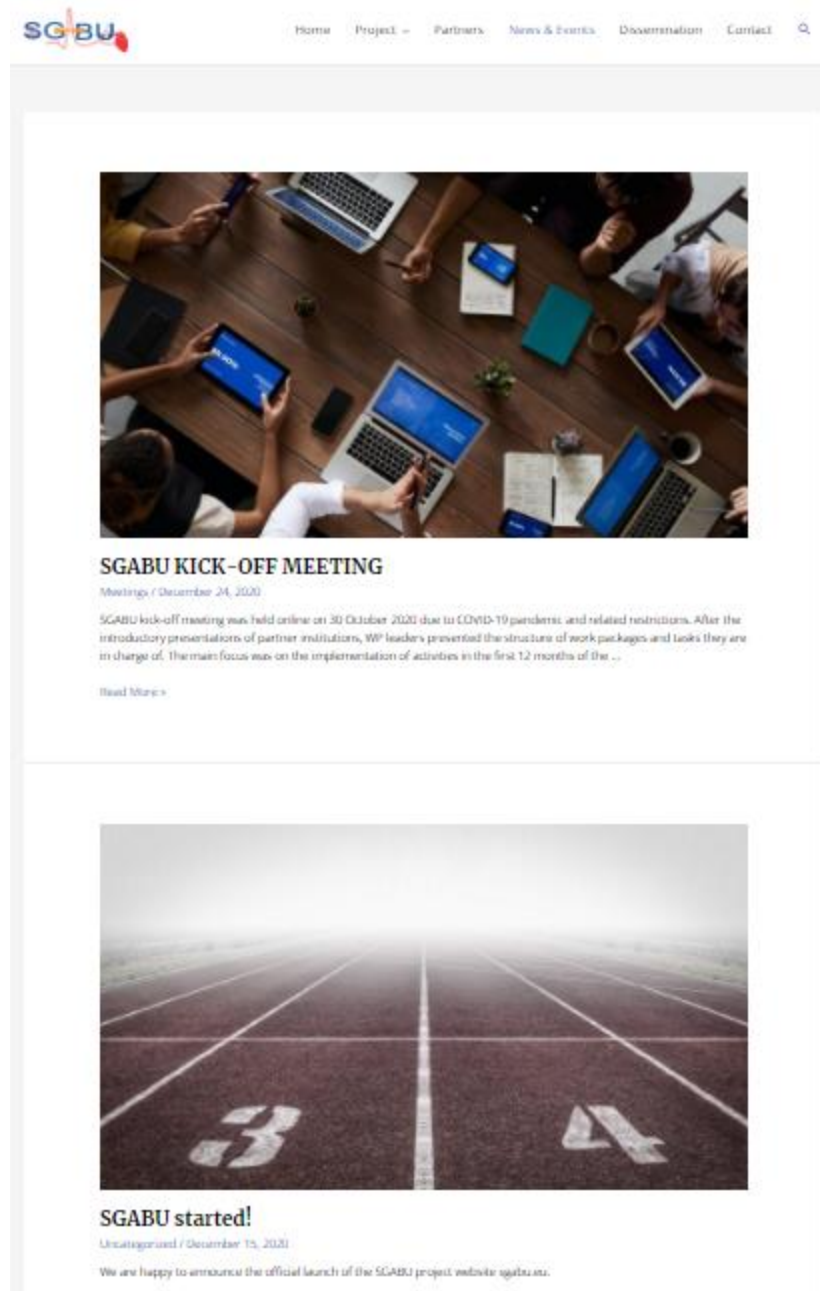 SGABU
Home Project Partners News & Events Dissemination Contact
SGABU KICK-OFF MEETING
Meetings / December 24, 2020
SGABU kick-off meeting was held online on 30 October 2020 due to COVID-19 pandemic and related restrictions. After the
introductory presentations of partner institutions, WP leaders presented the structure of work packages and tasks they are
in charge of. The main focus was on the implementation of activities in the first 12 months of the ...
Read More »
3 4
SGABU started!
Uncategorized / December 15, 2020
We are happy to announce the official launch of the SGABU project website sgabu.eu.